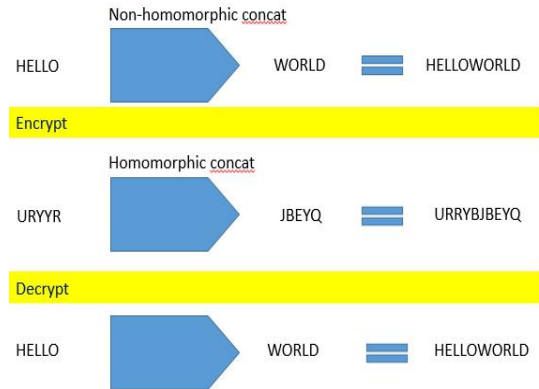 Non-homomorphic concat
HELLO WORLD HELLOWORLD
Encrypt
Homomorphic concat
URYYR JBEYQ URRYBJBEYQ
Decrypt
HELLO WORLD HELLOWORLD